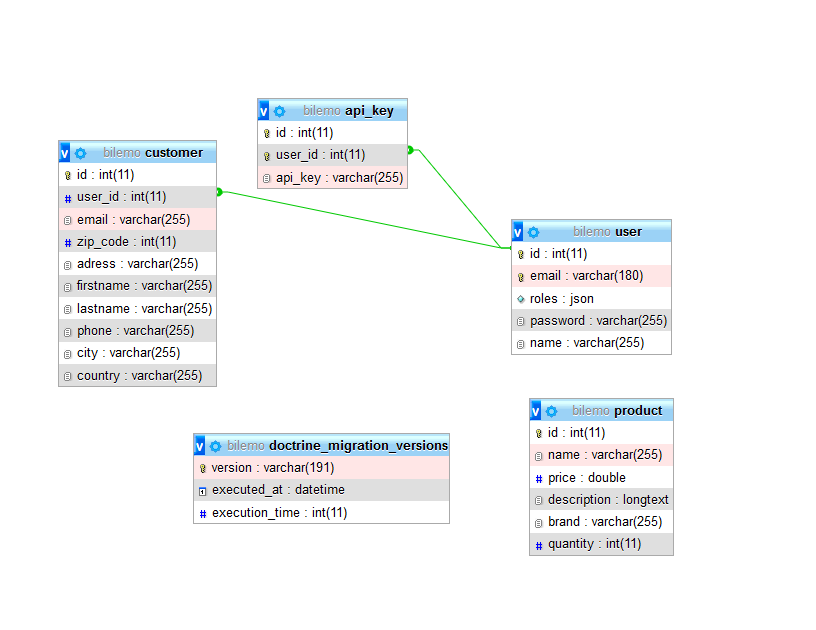 v bilemo api_key
id : int(11)
user_id : int(11)
api_key : varchar(255)
v bilemo customer
id : int(11)
# user_id : int(11)
email : varchar(255)
# zip_code : int(11)
adress : varchar(255)
firstname : varchar(255)
lastname : varchar(255)
phone : varchar(255)
city : varchar(255)
country : varchar(255)
v bilemo user
id : int(11)
email : varchar(180)
roles : json
password : varchar(255)
name : varchar(255)
v bilemo product
id : int(11)
name : varchar(255)
# price : double
description : longtext
brand : varchar(255)
# quantity : int(11)
v bilemo doctrine_migration_versions
version : varchar(191)
executed_at : datetime
# execution_time : int(11)